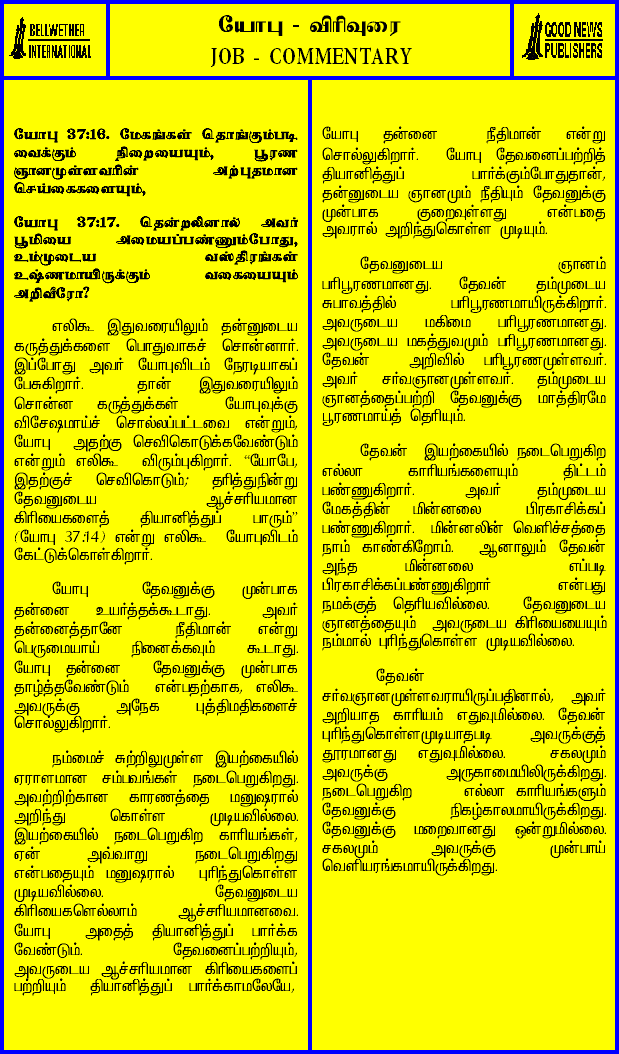 BELLWETHER
INTERNATIONAL
யோபு - விரிவுரை
JOB - COMMENTARY
GOOD NEWS
PUBLISHERS
யோபு 37:16. மேகங்கள் தொங்கும்படி
வைக்கும் நிறையையும், பூரண
ஞானமுள்ளவரின் அற்புதமான
செய்கைகளையும்,
யோபு 37:17. தென்றலினால் அவர்
பூமியை அமையப்பண்ணும்போது,
உம்முடைய வஸ்திரங்கள்
உஷ்ணமாயிருக்கும் வகையையும்
அறிவீரோ?
எலிகூ இதுவரையிலும் தன்னுடைய
கருத்துக்களை பொதுவாகச் சொன்னார்.
இப்போது அவர் யோபுவிடம் நேரடியாகப்
பேசுகிறார். தான் இதுவரையிலும்
சொன்ன கருத்துக்கள் யோபுவுக்கு
விசேஷமாய்ச் சொல்லப்பட்டவை என்றும்,
யோபு அதற்கு செவிகொடுக்கவேண்டும்
என்றும் எலிகூ விரும்புகிறார். “யோபே,
இதற்குச் செவிகொடும்; தரித்துநின்று
தேவனுடைய ஆச்சரியமான
கிரியைகளைத் தியானித்துப் பாரும்”
(யோபு 37:14) என்று எலிகூ யோபுவிடம்
கேட்டுக்கொள்கிறார்.
யோபு தேவனுக்கு முன்பாக
தன்னை உயர்த்தக்கூடாது. அவர்
தன்னைத்தானே நீதிமான் என்று
பெருமையாய் நினைக்கவும் கூடாது.
யோபு தன்னை தேவனுக்கு முன்பாக
தாழ்த்தவேண்டும் என்பதற்காக, எலிகூ
அவருக்கு அநேக புத்திமதிகளைச்
சொல்லுகிறார்.
நம்மைச் சுற்றிலுமுள்ள இயற்கையில்
ஏராளமான சம்பவங்கள் நடைபெறுகிறது.
அவற்றிற்கான காரணத்தை மனுஷரால்
அறிந்து கொள்ள முடியவில்லை.
இயற்கையில் நடைபெறுகிற காரியங்கள்,
ஏன் அவ்வாறு நடைபெறுகிறது
என்பதையும் மனுஷரால் புரிந்துகொள்ள
முடியவில்லை. தேவனுடைய
கிரியைகளெல்லாம் ஆச்சரியமானவை.
யோபு அதைத் தியானித்துப் பார்க்க
வேண்டும். தேவனைப்பற்றியும்,
அவருடைய ஆச்சரியமான கிரியைகளைப்
பற்றியும் தியானித்துப் பார்க்காமலேயே,
யோபு தன்னை நீதிமான் என்று
சொல்லுகிறார். யோபு தேவனைப்பற்றித்
தியானித்துப் பார்க்கும்போதுதான்,
தன்னுடைய ஞானமும் நீதியும் தேவனுக்கு
முன்பாக குறைவுள்ளது என்பதை
அவரால் அறிந்துகொள்ள முடியும்.
தேவனுடைய ஞானம்
பரிபூரணமானது. தேவன் தம்முடைய
சுபாவத்தில் பரிபூரணமாயிருக்கிறார்.
அவருடைய மகிமை பரிபூரணமானது.
அவருடைய மகத்துவமும் பரிபூரணமானது.
தேவன் அறிவில் பரிபூரணமுள்ளவர்.
அவர் சர்வஞானமுள்ளவர். தம்முடைய
ஞானத்தைப்பற்றி தேவனுக்கு மாத்திரமே
பூரணமாய்த் தெரியும்.
தேவன் இயற்கையில் நடைபெறுகிற
எல்லா காரியங்களையும் திட்டம்
பண்ணுகிறார். அவர் தம்முடைய
மேகத்தின் மின்னலை பிரகாசிக்கப்
பண்ணுகிறார். மின்னலின் வெளிச்சத்தை
நாம் காண்கிறோம். ஆனாலும் தேவன்
அந்த மின்னலை எப்படி
பிரகாசிக்கப்பண்ணுகிறார் என்பது
நமக்குத் தெரியவில்லை. தேவனுடைய
ஞானத்தையும் அவருடைய கிரியையையும்
நம்மால் புரிந்துகொள்ள முடியவில்லை.
தேவன்
சர்வஞானமுள்ளவராயிருப்பதினால், அவர்
அறியாத காரியம் எதுவுமில்லை. தேவன்
புரிந்துகொள்ளமுடியாதபடி அவருக்குத்
தூரமானது எதுவுமில்லை. சகலமும்
அவருக்கு அருகாமையிலிருக்கிறது.
நடைபெறுகிற எல்லா காரியங்களும்
தேவனுக்கு நிகழ்காலமாயிருக்கிறது.
தேவனுக்கு மறைவானது ஒன்றுமில்லை.
சகலமும் அவருக்கு முன்பாய்
வெளியரங்கமாயிருக்கிறது.